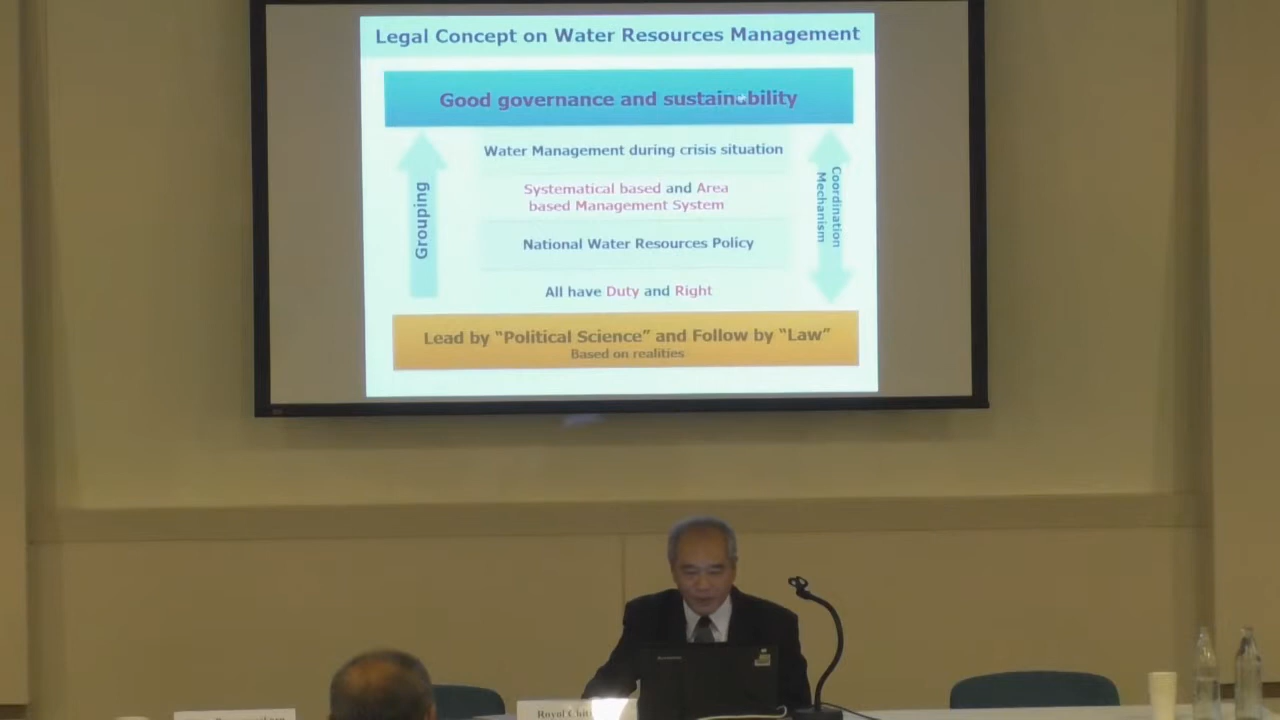 Legal Concept on Water Resources Management
Good governance and sustainability
Water Management during crisis situation
Systematical based and Area
based Management System
National Water Resources Policy
All have Duty and Right
Grouping
Coordination
Mechanism
Lead by “Political Science” and Follow by “Law”
Based on realities
Royol